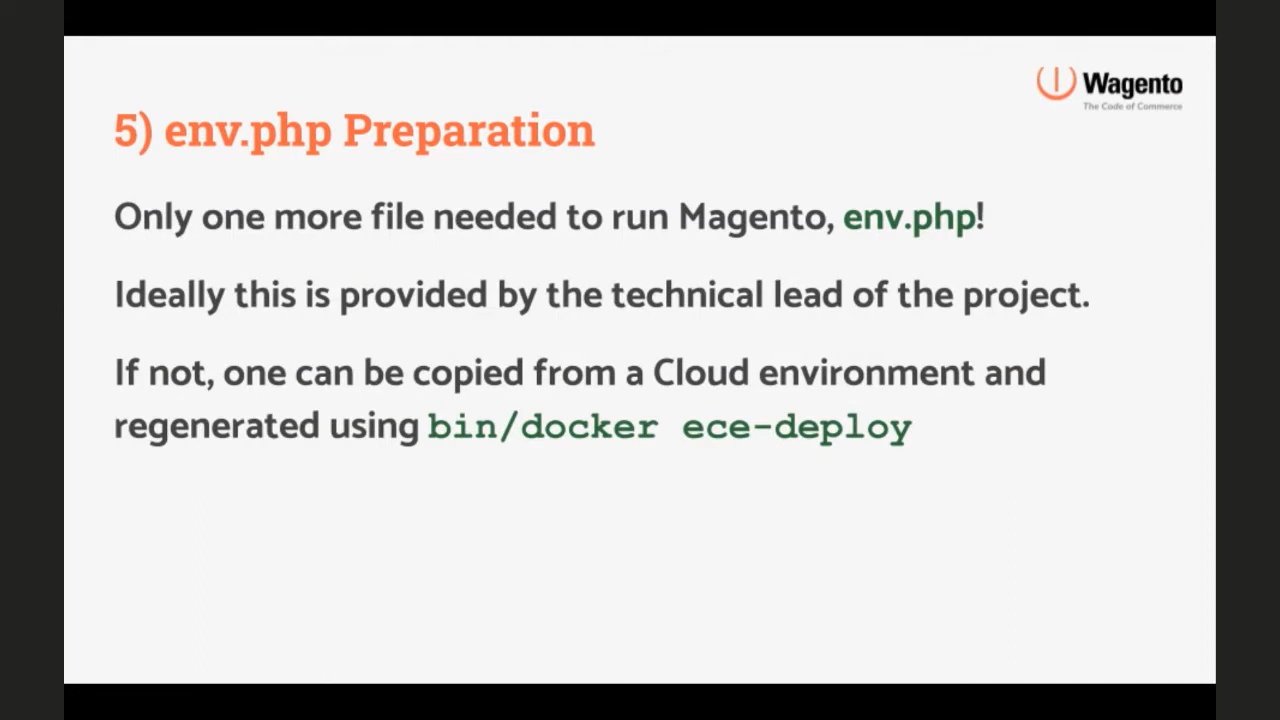 Wagento
The Code of Commerce
5) env.php Preparation
Only one more file needed to run Magento, env.php!
Ideally this is provided by the technical lead of the project.
If not, one can be copied from a Cloud environment and
regenerated using bin/docker ece-deploy